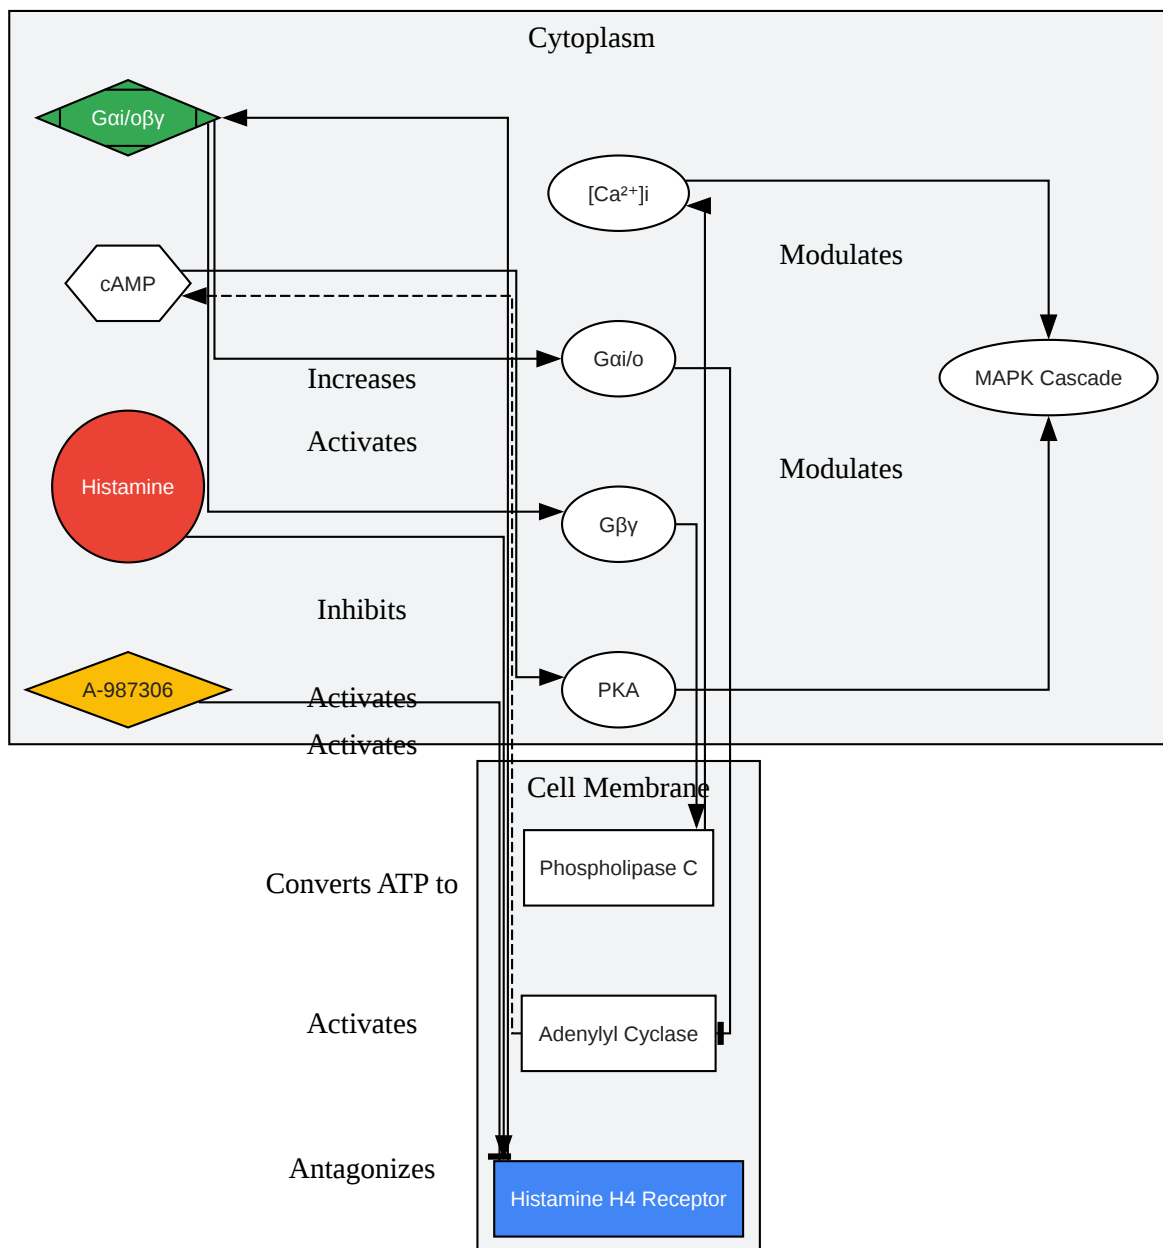 Cytoplasm
Gαi/oβγ
[Ca²⁺]i
Modulates
cAMP
Gαi/o
Increases
MAPK Cascade
Activates
Modulates
Histamine
Gβγ
Inhibits
A-987306
Activates
PKA
Activates
Cell Membrane
Phospholipase C
Converts ATP to
Activates
Adenylyl Cyclase
Antagonizes
Histamine H4 Receptor